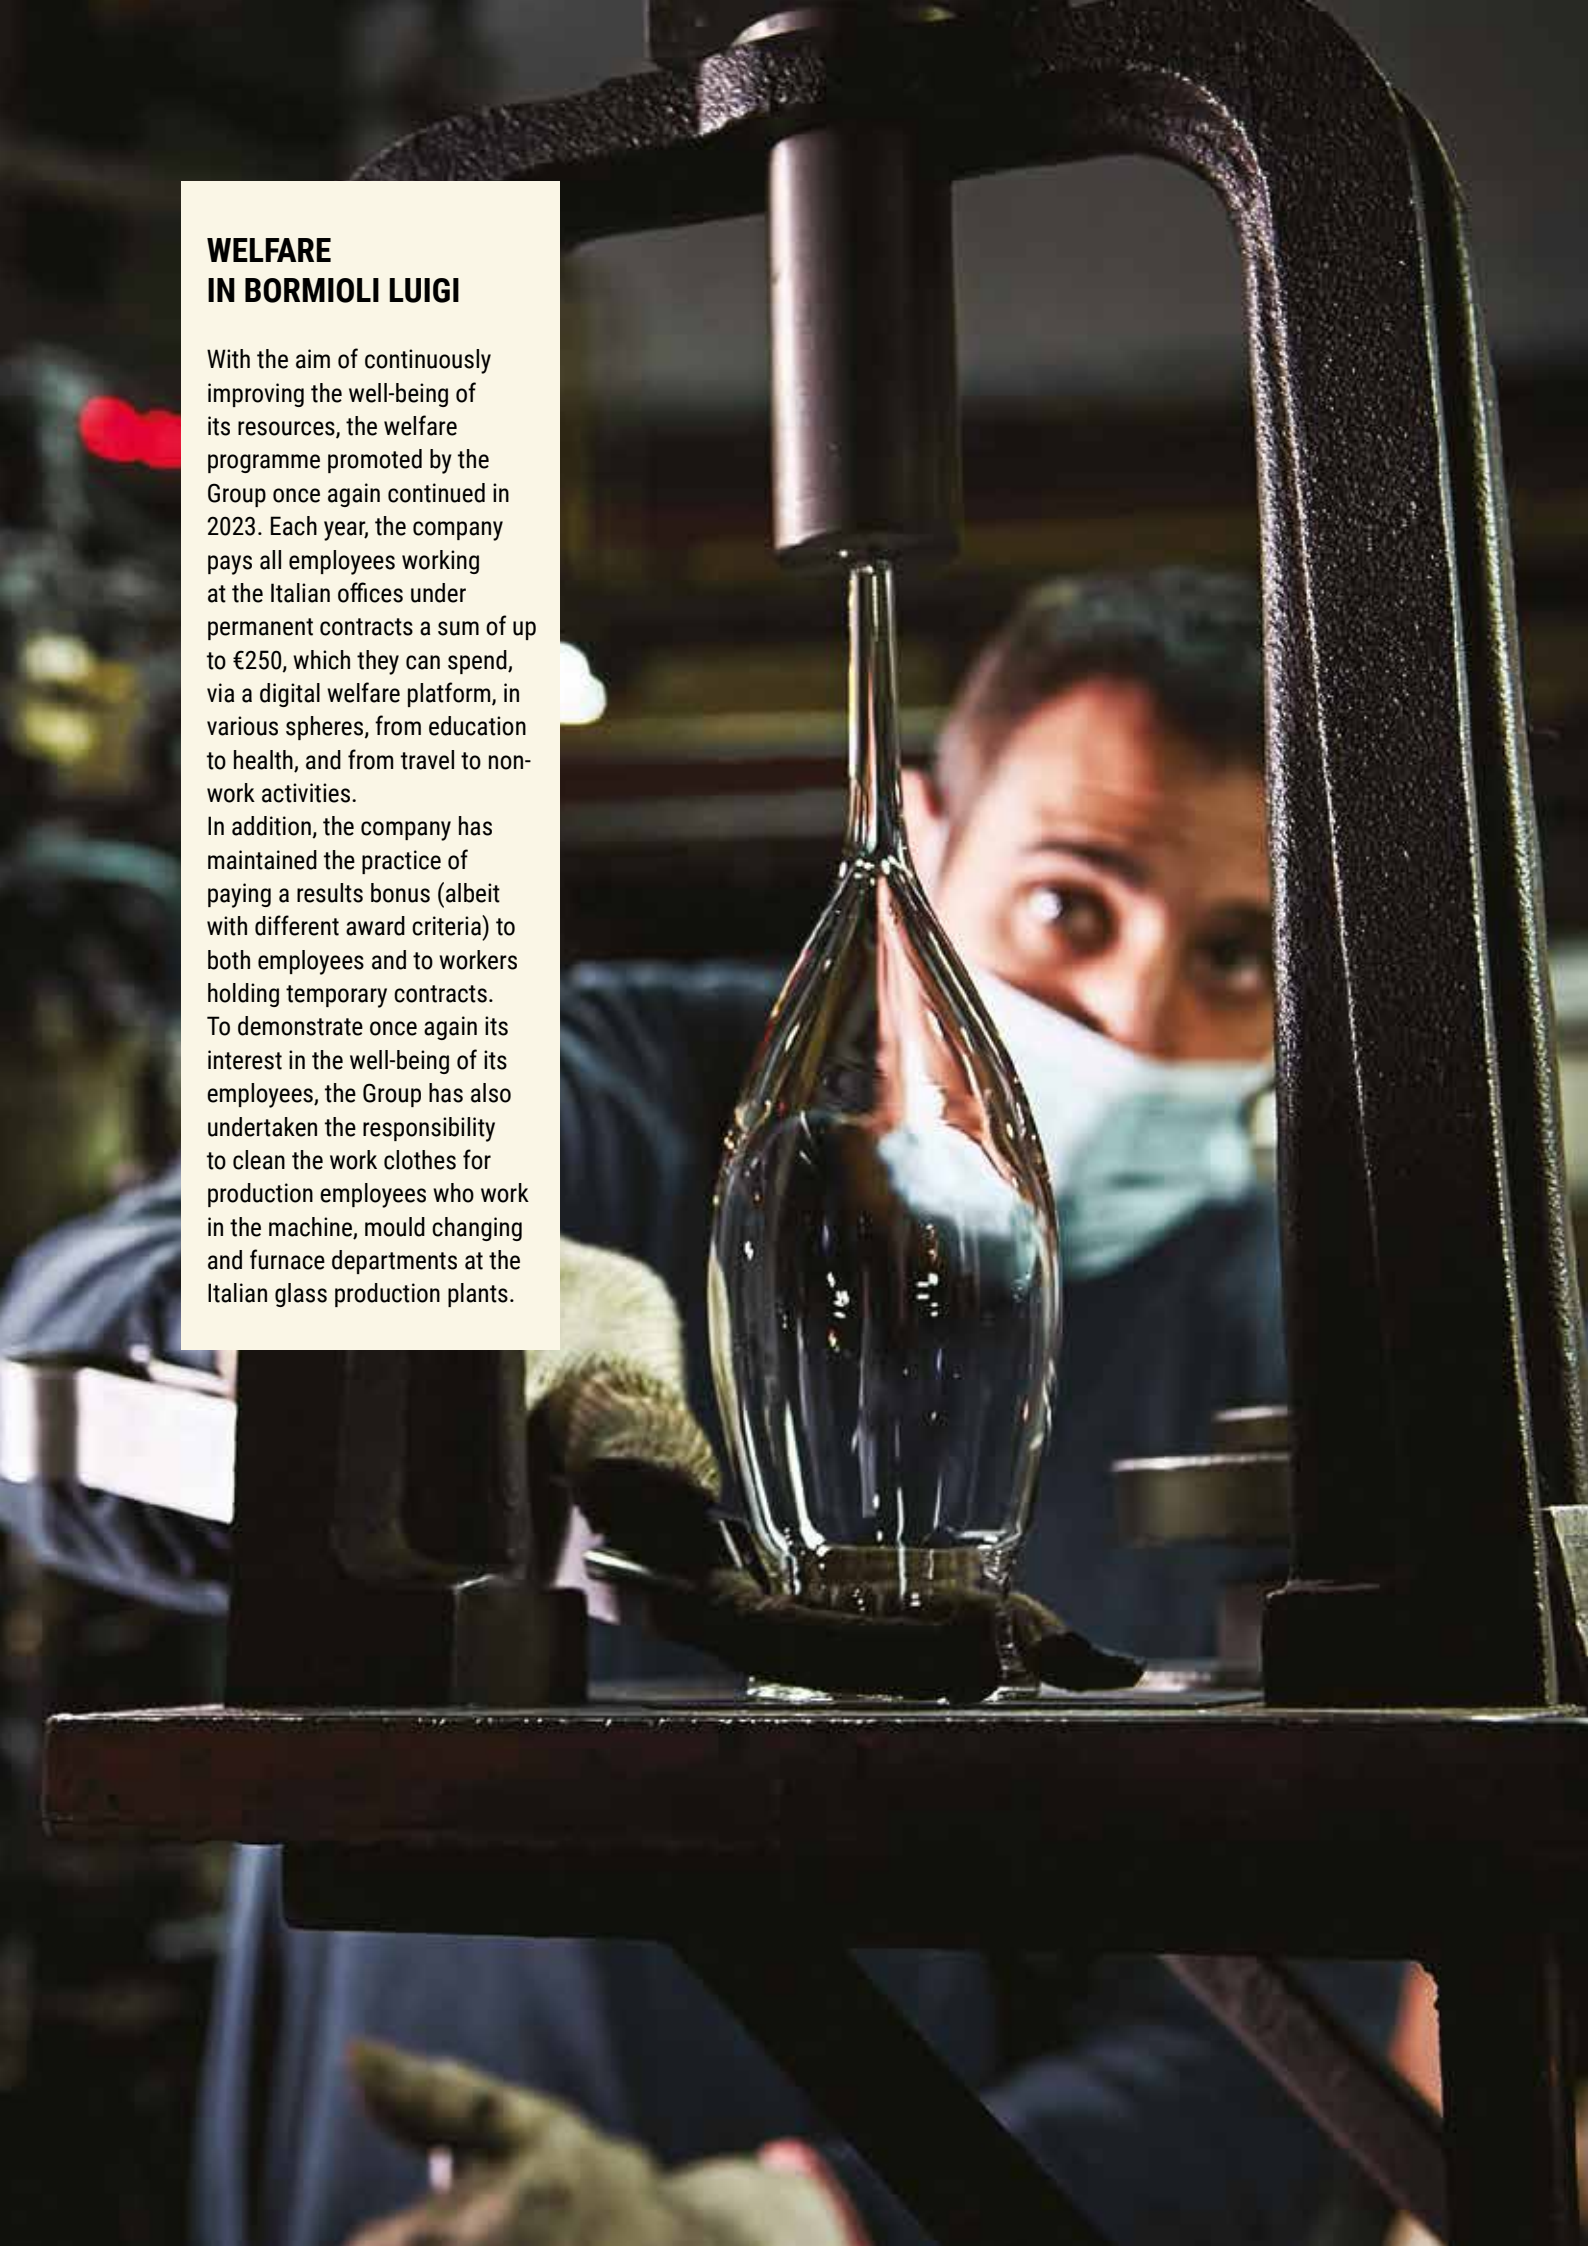 WELFARE
IN BORMIOLI LUIGI
With the aim of continuously
improving the well-being of
its resources, the welfare
programme promoted by the
Group once again continued in
2023. Each year, the company
pays all employees working
at the Italian offices under
permanent contracts a sum of up
to €250, which they can spend,
via a digital welfare platform, in
various spheres, from education
to health, and from travel to non-
work activities.
In addition, the company has
maintained the practice of
paying a results bonus (albeit
with different award criteria) to
both employees and to workers
holding temporary contracts.
To demonstrate once again its
interest in the well-being of its
employees, the Group has also
undertaken the responsibility
to clean the work clothes for
production employees who work
in the machine, mould changing
and furnace departments at the
Italian glass production plants.